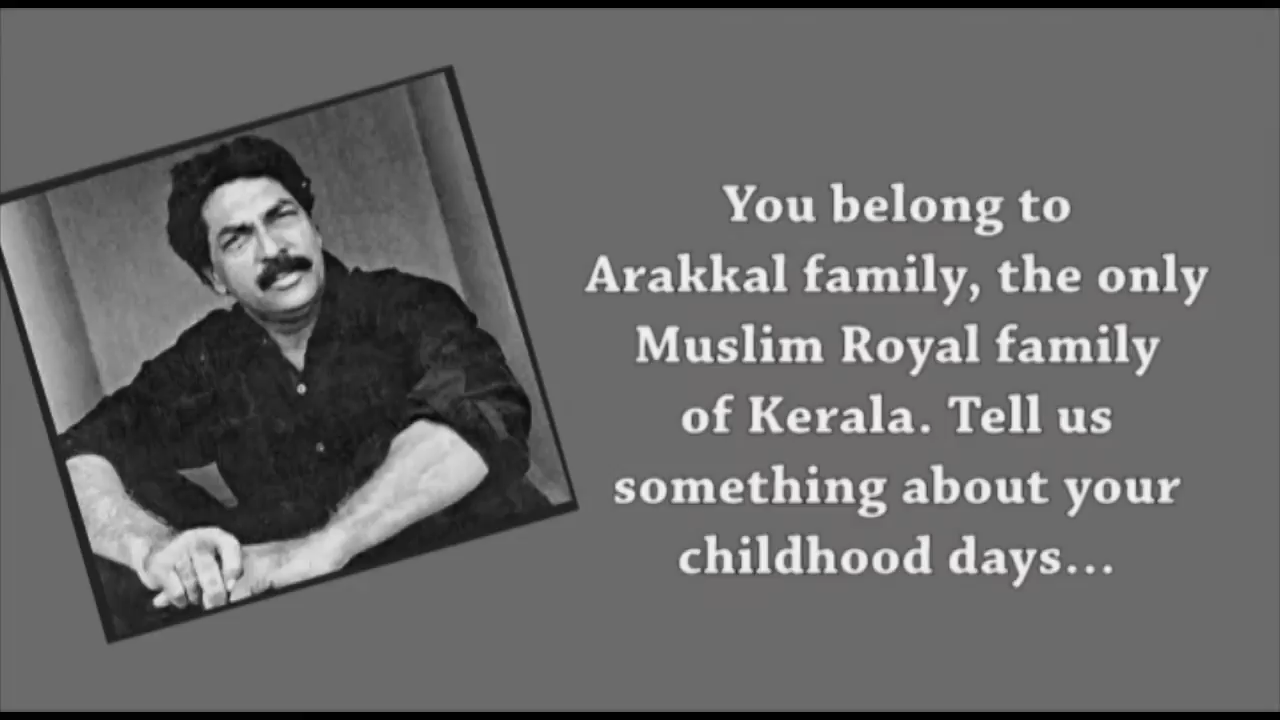 You belong to
Arakkal family, the only
Muslim Royal family
of Kerala. Tell us
something about your
childhood days...